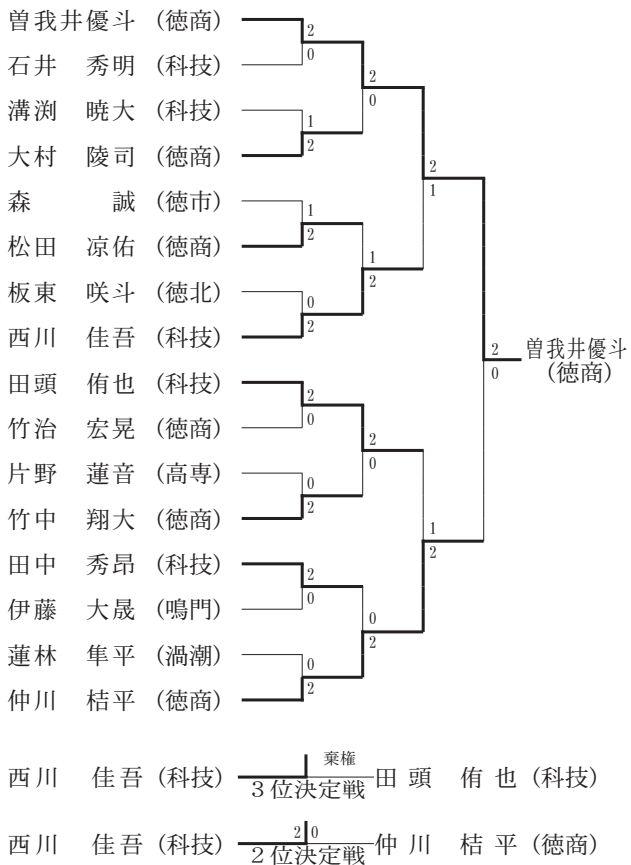 曽我井優斗 (徳商)
石井 秀明 (科技)
溝渕 暁大 (科技)
大村 陵司 (徳商)
森 誠 (徳市)
松田 凉佑 (徳商)
板東 咲斗 (徳北)
西川 佳吾 (科技)
田頭 侑也 (科技)
竹治 宏晃 (徳商)
片野 蓮音 (高専)
竹中 翔大 (徳商)
田中 秀昂 (科技)
伊藤 大晟 (鳴門)
蓮林 隼平 (渦潮)
仲川 桔平 (徳商)
2
0
1
2
1
2
0
2
2
0
0
2
2
0
0
2
2
0
1
2
2
0
0
2
2
1
1
2
2
0
曽我井優斗
(徳商)
西川 佳吾 (科技) 棄権 3位決定戦 田頭 侑也 (科技)
西川 佳吾 (科技) 2 0 2位決定戦 仲川 桔平 (徳商)